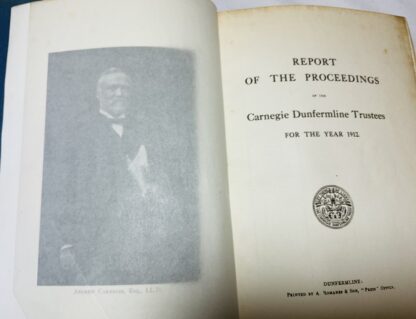 Andrew Carnegie, Esq., LL.D.
REPORT
OF THE PROCEEDINGS
OF THE
Carnegie Dunfermline Trustees
FOR THE YEAR 1912.
DUNFERMLINE:
Printed by A. Romanes & Son, "Press" Office.